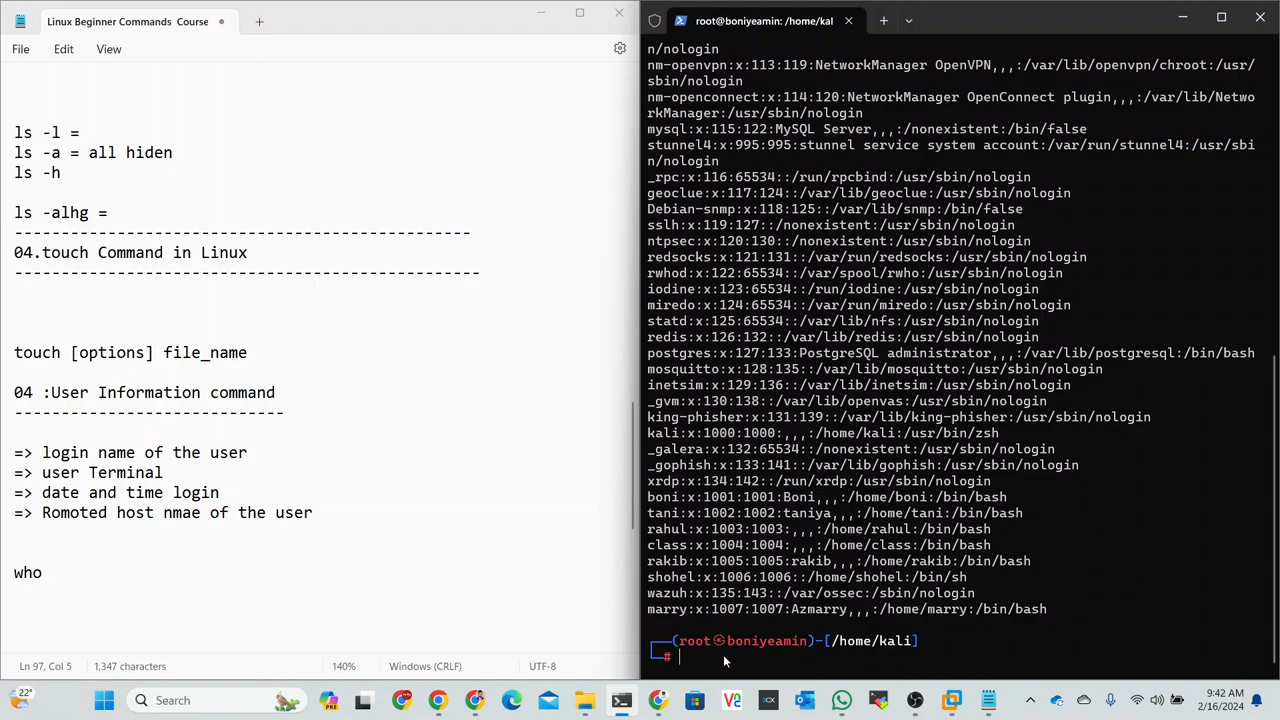 Linux Beginner Commands Course
File Edit View
ls -l =
ls -a = all hiden
ls -h
ls -alhg =
-------------------------------------------------
04.touch Command in Linux
--------------------------------------------------
touch [options] file_name
04 :User Information command
-----------------------------
=> login name of the user
=> user Terminal
=> date and time login
=> Romoted host nmae of the user
who
Ln 97, Col 5 1,347 characters 140% Windows (CRLF) UTF-8
root@boniyeamin: /home/kal
n/nologin
nm-openvpn:x:113:119:NetworkManager OpenVPN,,,:/var/lib/openvpn/chroot:/usr/
sbin/nologin
nm-openconnect:x:114:120:NetworkManager OpenConnect plugin,,,:/var/lib/Netwo
rkManager:/usr/sbin/nologin
mysql:x:115:122:MySQL Server,,,:/nonexistent:/bin/false
stunnel4:x:995:995:stunnel service system account:/var/run/stunnel4:/usr/sbi
n/nologin
_rpc:x:116:65534::/run/rpcbind:/usr/sbin/nologin
geoclue:x:117:124::/var/lib/geoclue:/usr/sbin/nologin
Debian-snmp:x:118:125::/var/lib/snmp:/bin/false
sslh:x:119:127::/nonexistent:/usr/sbin/nologin
ntpsec:x:120:130::/nonexistent:/usr/sbin/nologin
redsocks:x:121:131::/var/run/redsocks:/usr/sbin/nologin
rwhod:x:122:65534::/var/spool/rwho:/usr/sbin/nologin
iodine:x:123:65534::/run/iodine:/usr/sbin/nologin
miredo:x:124:65534::/var/run/miredo:/usr/sbin/nologin
statd:x:125:65534::/var/lib/nfs:/usr/sbin/nologin
redis:x:126:132::/var/lib/redis:/usr/sbin/nologin
postgres:x:127:133:PostgreSQL administrator,,,:/var/lib/postgresql:/bin/bash
mosquitto:x:128:135::/var/lib/mosquitto:/usr/sbin/nologin
inetsim:x:129:136::/var/lib/inetsim:/usr/sbin/nologin
_gvm:x:130:138::/var/lib/openvas:/usr/sbin/nologin
king-phisher:x:131:139::/var/lib/king-phisher:/usr/sbin/nologin
kali:x:1000:1000:,,,:/home/kali:/usr/bin/zsh
_galera:x:132:65534::/nonexistent:/usr/sbin/nologin
_gophish:x:133:141::/var/lib/gophish:/usr/sbin/nologin
xrdp:x:134:142::/run/xrdp:/usr/sbin/nologin
boni:x:1001:1001:Boni,,,:/home/boni:/bin/bash
tani:x:1002:1002:taniya,,,:/home/tani:/bin/bash
rahul:x:1003:1003:,,,:/home/rahul:/bin/bash
class:x:1004:1004:,,,:/home/class:/bin/bash
rakib:x:1005:1005:rakib,,,:/home/rakib:/bin/bash
shohel:x:1006:1006::/home/shohel:/bin/sh
wazuh:x:135:143::/var/ossec:/sbin/nologin
marry:x:1007:1007:Azmarry,,,:/home/marry:/bin/bash
┌──(root㉿boniyeamin)-[/home/kali]
└─#
22° Search 9:42 AM
2/16/2024